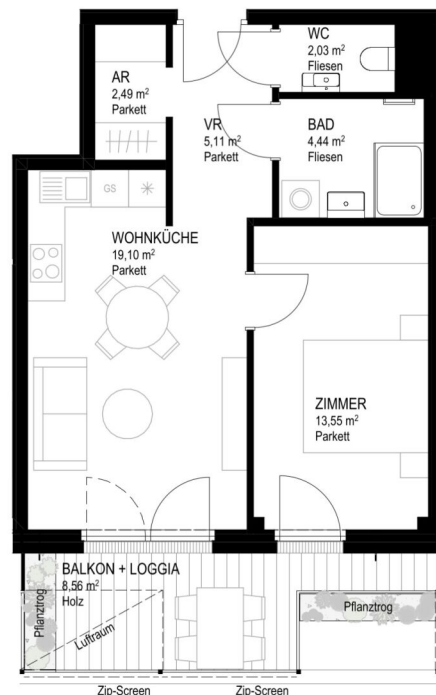 WC
2,03 m²
Fliesen
AR
2,49 m²
Parkett
VR
5,11 m²
Parkett
BAD
4,44 m²
Fliesen
GS
WOHNKÜCHE
19,10 m²
Parkett
ZIMMER
13,55 m²
Parkett
BALKON + LOGGIA
8,56 m²
Holz
Pflanztrog
Luftraum
Pflanztrog
Zip-Screen
Zip-Screen